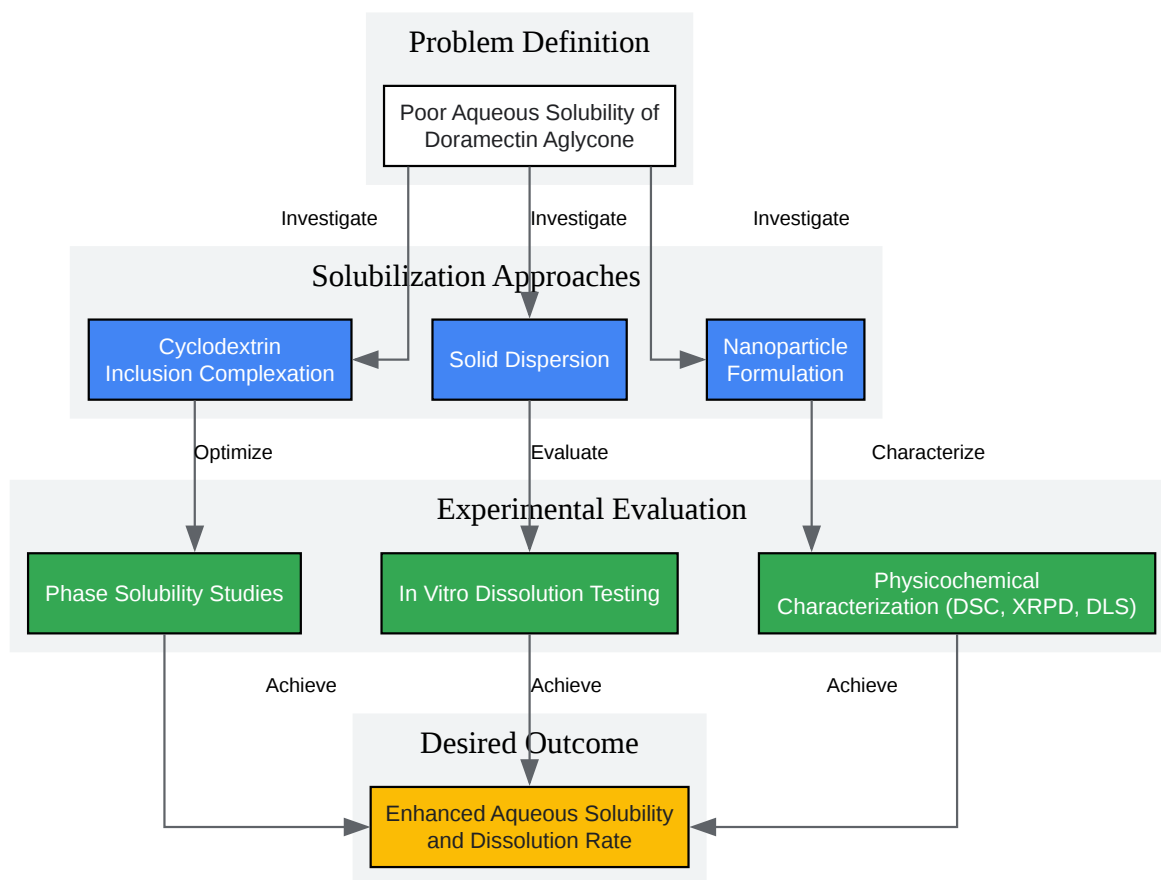 Problem Definition
Poor Aqueous Solubility of
Doramectin Aglycone
Investigate
Investigate
Investigate
Solubilization Approaches
Cyclodextrin
Inclusion Complexation
Solid Dispersion
Nanoparticle
Formulation
Optimize
Evaluate
Characterize
Experimental Evaluation
Phase Solubility Studies
In Vitro Dissolution Testing
Physicochemical
Characterization (DSC, XRPD, DLS)
Achieve
Achieve
Achieve
Desired Outcome
Enhanced Aqueous Solubility
and Dissolution Rate